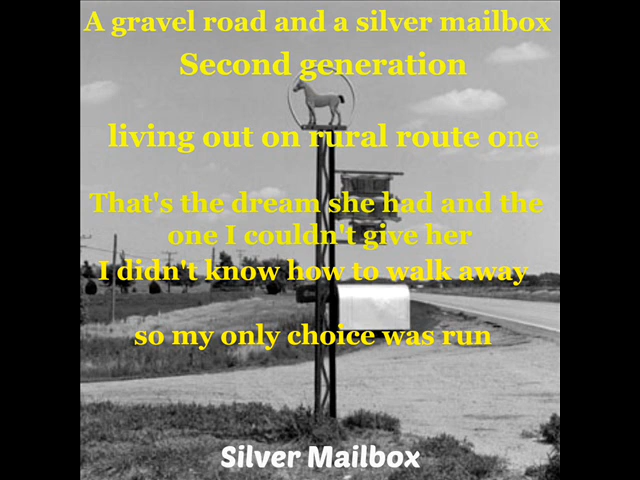 A gravel road and a silver mailbox
Second generation
living out on rural route one
That's the dream she had and the
one I couldn't give her
I didn't know how to walk away
so my only choice was run
Silver Mailbox